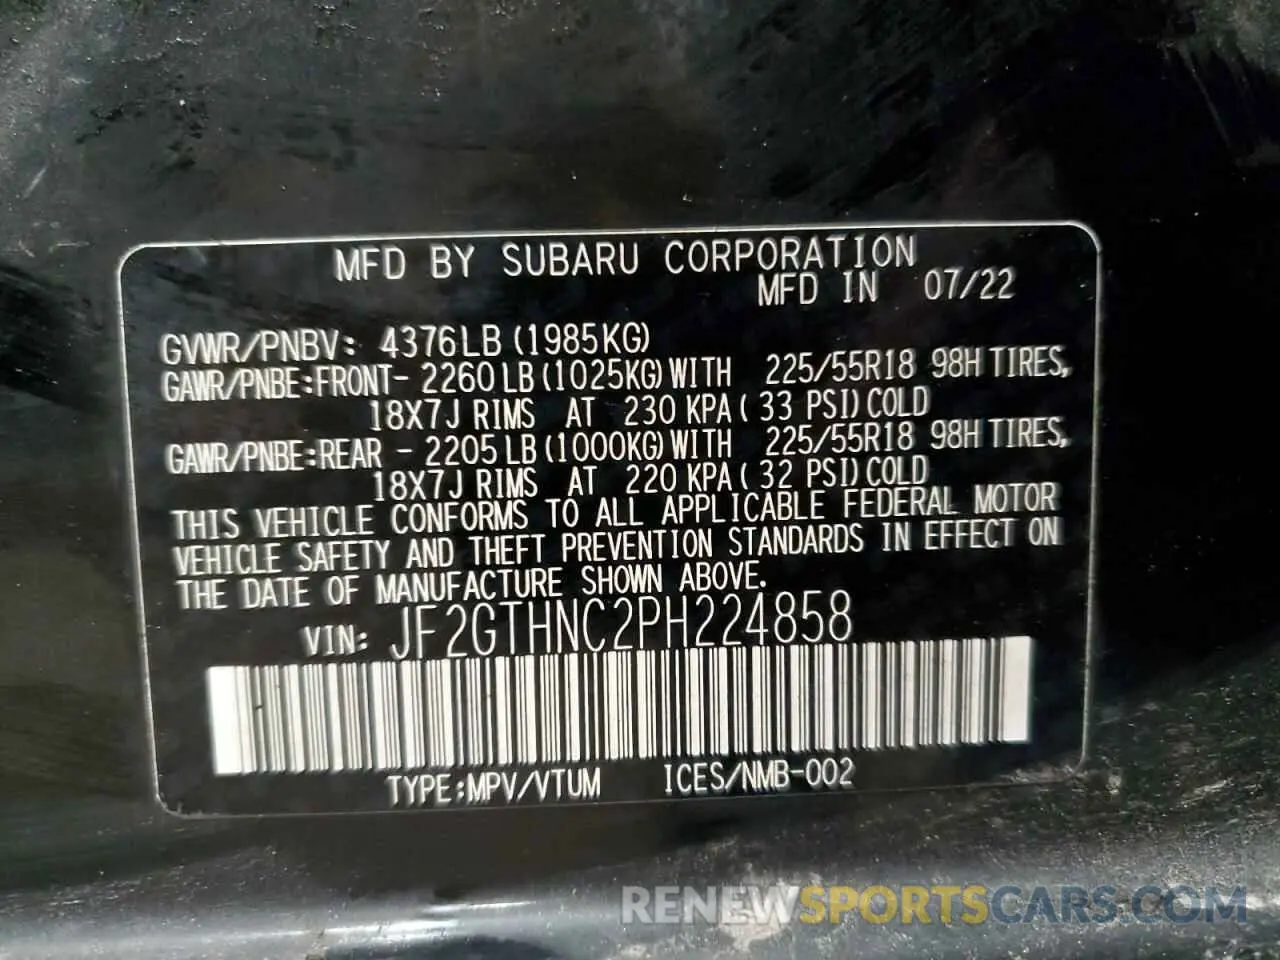 MFD BY SUBARU CORPORATION
MFD IN 07/22
GVWR/PNBV: 4376LB (1985KG)
GAWR/PNBE:FRONT- 2260LB (1025KG) WITH 225/55R18 98H TIRES,
18X7J RIMS AT 230 KPA ( 33 PSI) COLD
GAWR/PNBE:REAR - 2205LB (1000KG) WITH 225/55R18 98H TIRES,
18X7J RIMS AT 220 KPA ( 32 PSI) COLD
THIS VEHICLE CONFORMS TO ALL APPLICABLE FEDERAL MOTOR
VEHICLE SAFETY AND THEFT PREVENTION STANDARDS IN EFFECT ON
THE DATE OF MANUFACTURE SHOWN ABOVE.
VIN: JF2GTHNC2PH224858
TYPE:MPV/VTUM ICES/NMB-002
RENEWSPORTSCARS.COM